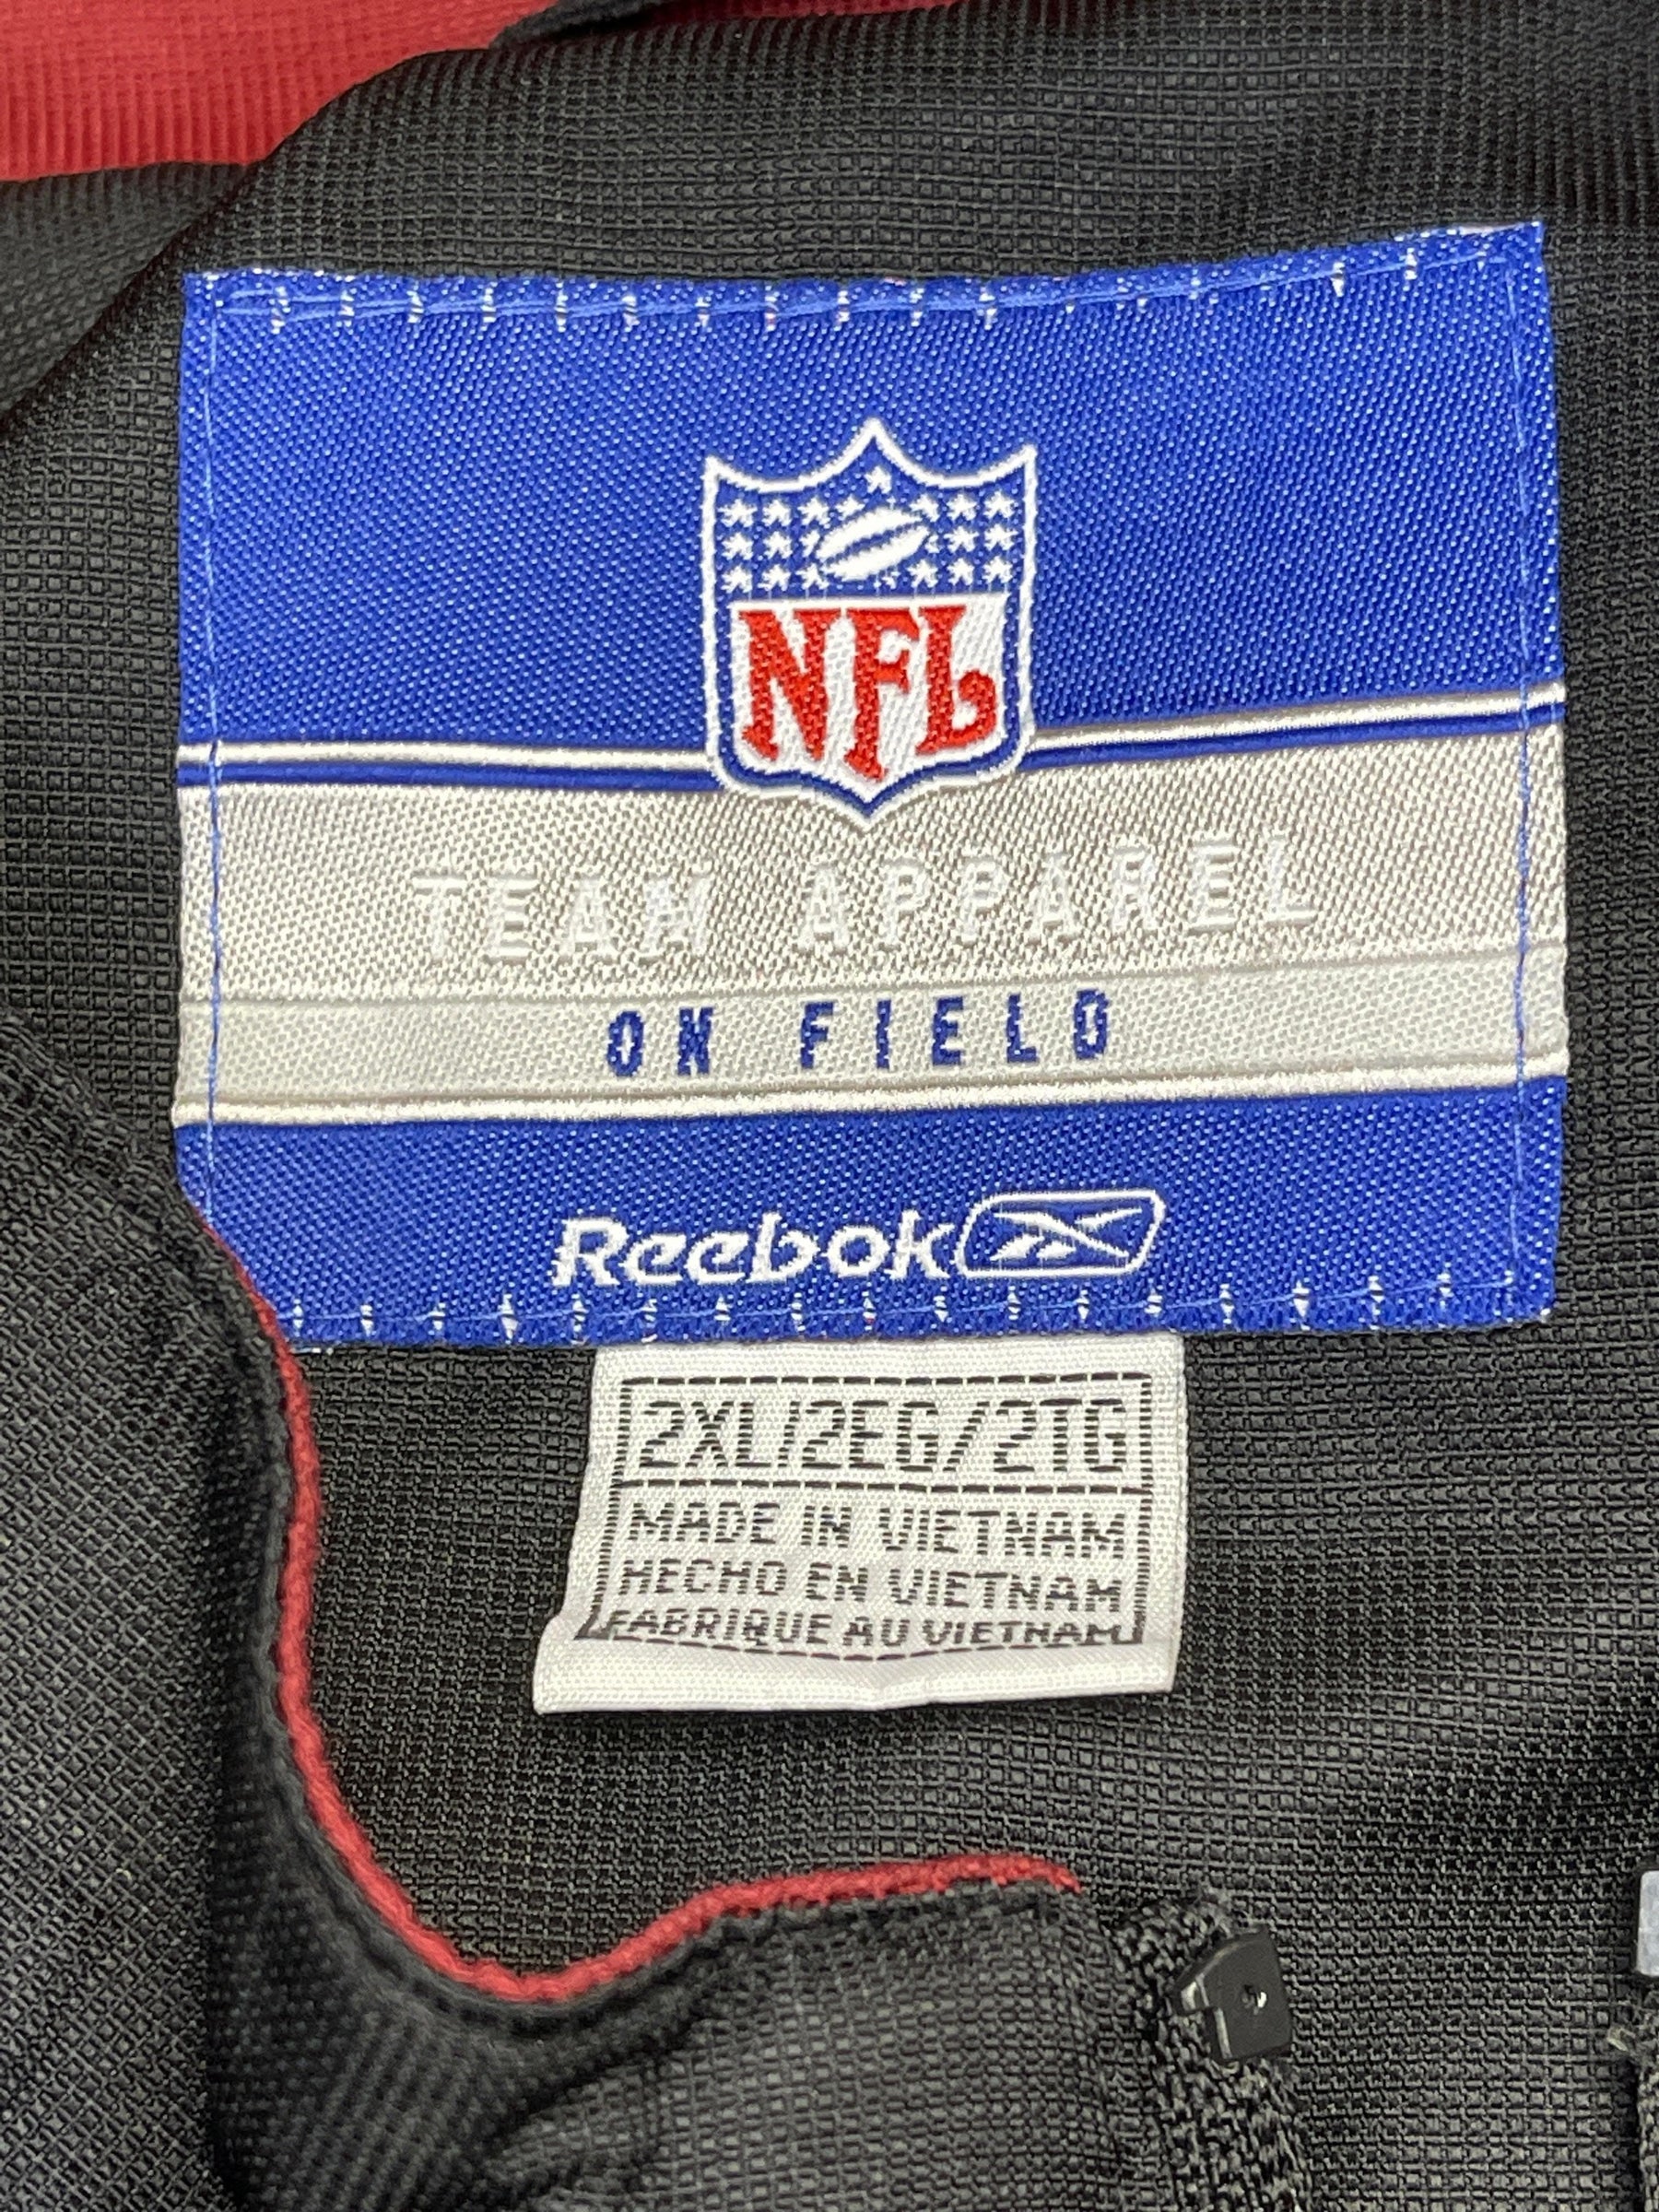 NFL
TEAM APPAREL
ON FIELD
Reebok
2XL/2EG/2TG
MADE IN VIETNAM
HECHO EN VIETNAM
FABRIQUE AU VIETNAM